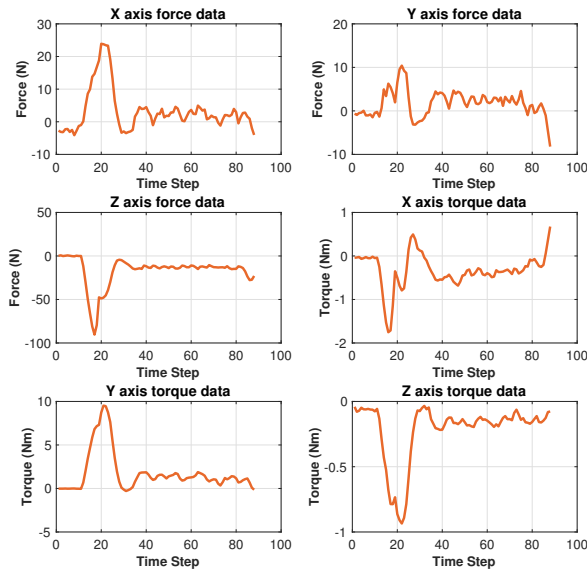 X axis force data
30
20
10
0
-10
Force (N)
0 20 40 60 80 100
Time Step
Y axis force data
20
10
0
-10
Force (N)
0 20 40 60 80 100
Time Step
Z axis force data
50
0
-50
-100
Force (N)
0 20 40 60 80 100
Time Step
X axis torque data
1
0
-1
-2
Torque (Nm)
0 20 40 60 80 100
Time Step
Y axis torque data
10
5
0
-5
Torque (Nm)
0 20 40 60 80 100
Time Step
Z axis torque data
0
-0.5
-1
Torque (Nm)
0 20 40 60 80 100
Time Step